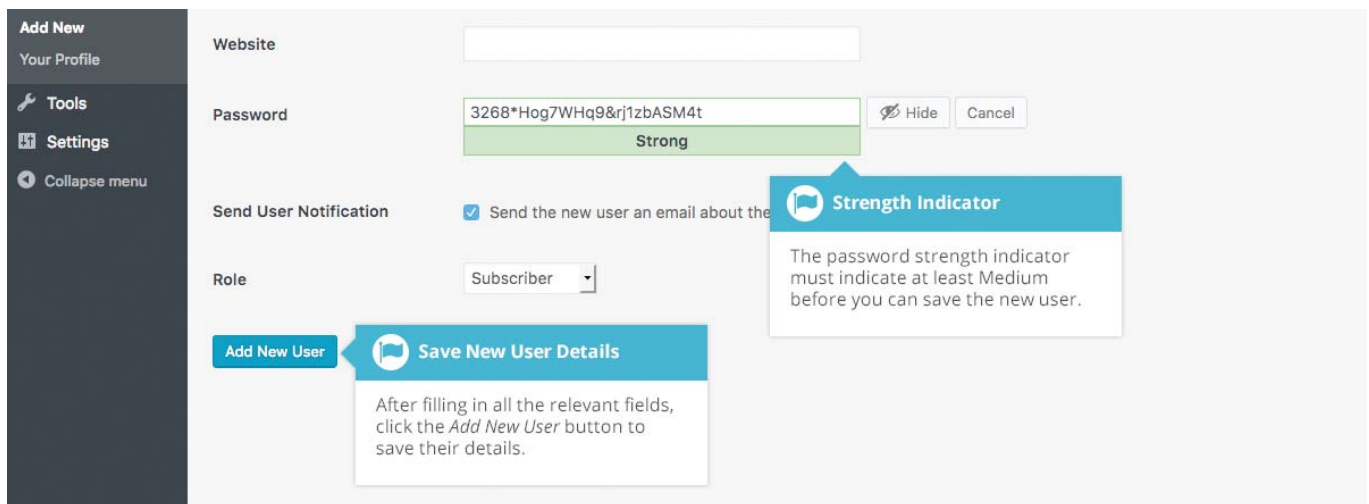 Add New
Your Profile
Tools
Settings
Collapse menu
Website
Password
3268*Hog7WHq9&rj1zbASM4t
Hide
Cancel
Strong
Send User Notification
Send the new user an email about the
Role
Subscriber
Strength Indicator
The password strength indicator
must indicate at least Medium
before you can save the new user.
Add New User
Save New User Details
After filling in all the relevant fields,
click the Add New User button to
save their details.